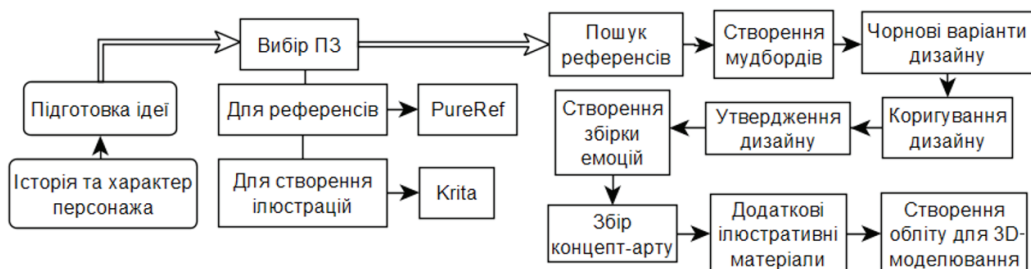 Вибір ПЗ
Пошук
референсів
Створення
мудбордів
Чорнові варіанти
дизайну
Підготовка ідеї
Для референсів
PureRef
Створення
збірки
емоцій
Утвердження
дизайну
Коригування
дизайну
Історія та характер
персонажа
Для створення
ілюстрацій
Krita
Збір
концепт-арту
Додаткові
ілюстративні
матеріали
Створення
обліту для 3D-
моделювання